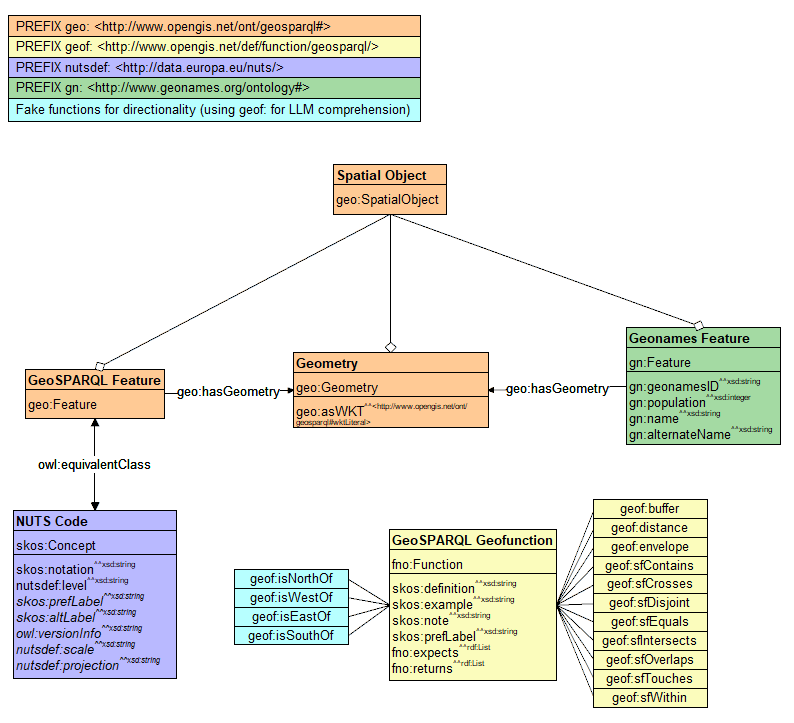 PREFIX geo: <http://www.opengis.net/ont/geosparql#>
PREFIX geof: <http://www.opengis.net/def/function/geosparql/>
PREFIX nutsdef: <http://data.europa.eu/nuts/>
PREFIX gn: <http://www.geonames.org/ontology#>
Fake functions for directionality (using geof: for LLM comprehension)
Spatial Object
geo:SpatialObject
GeoSPARQL Feature
geo:Feature
geo:hasGeometry
Geometry
geo:Geometry
geo:asWKT^^<http://www.opengis.net/ont/
geosparql#wktLiteral>
geo:hasGeometry
Geonames Feature
gn:Feature
gn:geonamesID^^xsd:string
gn:population^^xsd:integer
gn:name^^xsd:string
gn:alternateName^^xsd:string
owl:equivalentClass
NUTS Code
skos:Concept
skos:notation^^xsd:string
nutsdef:level^^xsd:string
skos:prefLabel^^xsd:string
skos:altLabel^^xsd:string
owl:versionInfo^^xsd:string
nutsdef:scale^^xsd:string
nutsdef:projection^^xsd:string
geof:isNorthOf
geof:isWestOf
geof:isEastOf
geof:isSouthOf
GeoSPARQL Geofunction
fno:Function
skos:definition^^xsd:string
skos:example^^xsd:string
skos:note^^xsd:string
skos:prefLabel^^xsd:string
fno:expects^^rdf:List
fno:returns^^rdf:List
geof:buffer
geof:distance
geof:envelope
geof:sfContains
geof:sfCrosses
geof:sfDisjoint
geof:sfEquals
geof:sfIntersects
geof:sfOverlaps
geof:sfTouches
geof:sfWithin